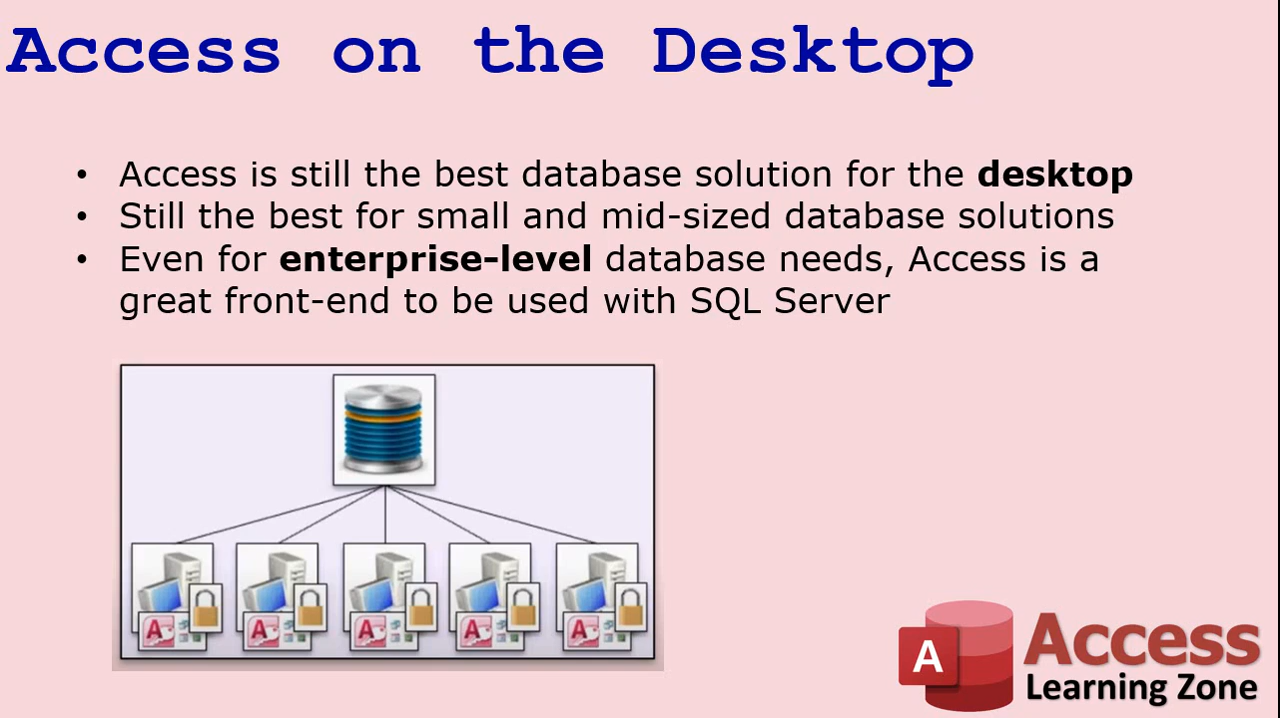 Access on the Desktop
• Access is still the best database solution for the desktop
• Still the best for small and mid-sized database solutions
• Even for enterprise-level database needs, Access is a
great front-end to be used with SQL Server
A A A A A
A Access
Learning Zone